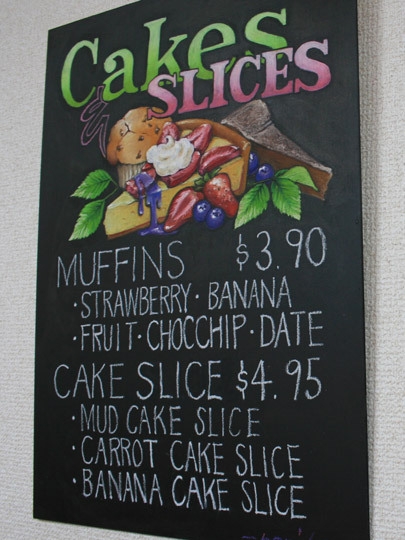 Cakes
& SLICES
MUFFINS $3.90
· STRAWBERRY · BANANA
· FRUIT · CHOCCHIP · DATE
CAKE SLICE $4.95
· MUD CAKE SLICE
· CARROT CAKE SLICE
· BANANA CAKE SLICE